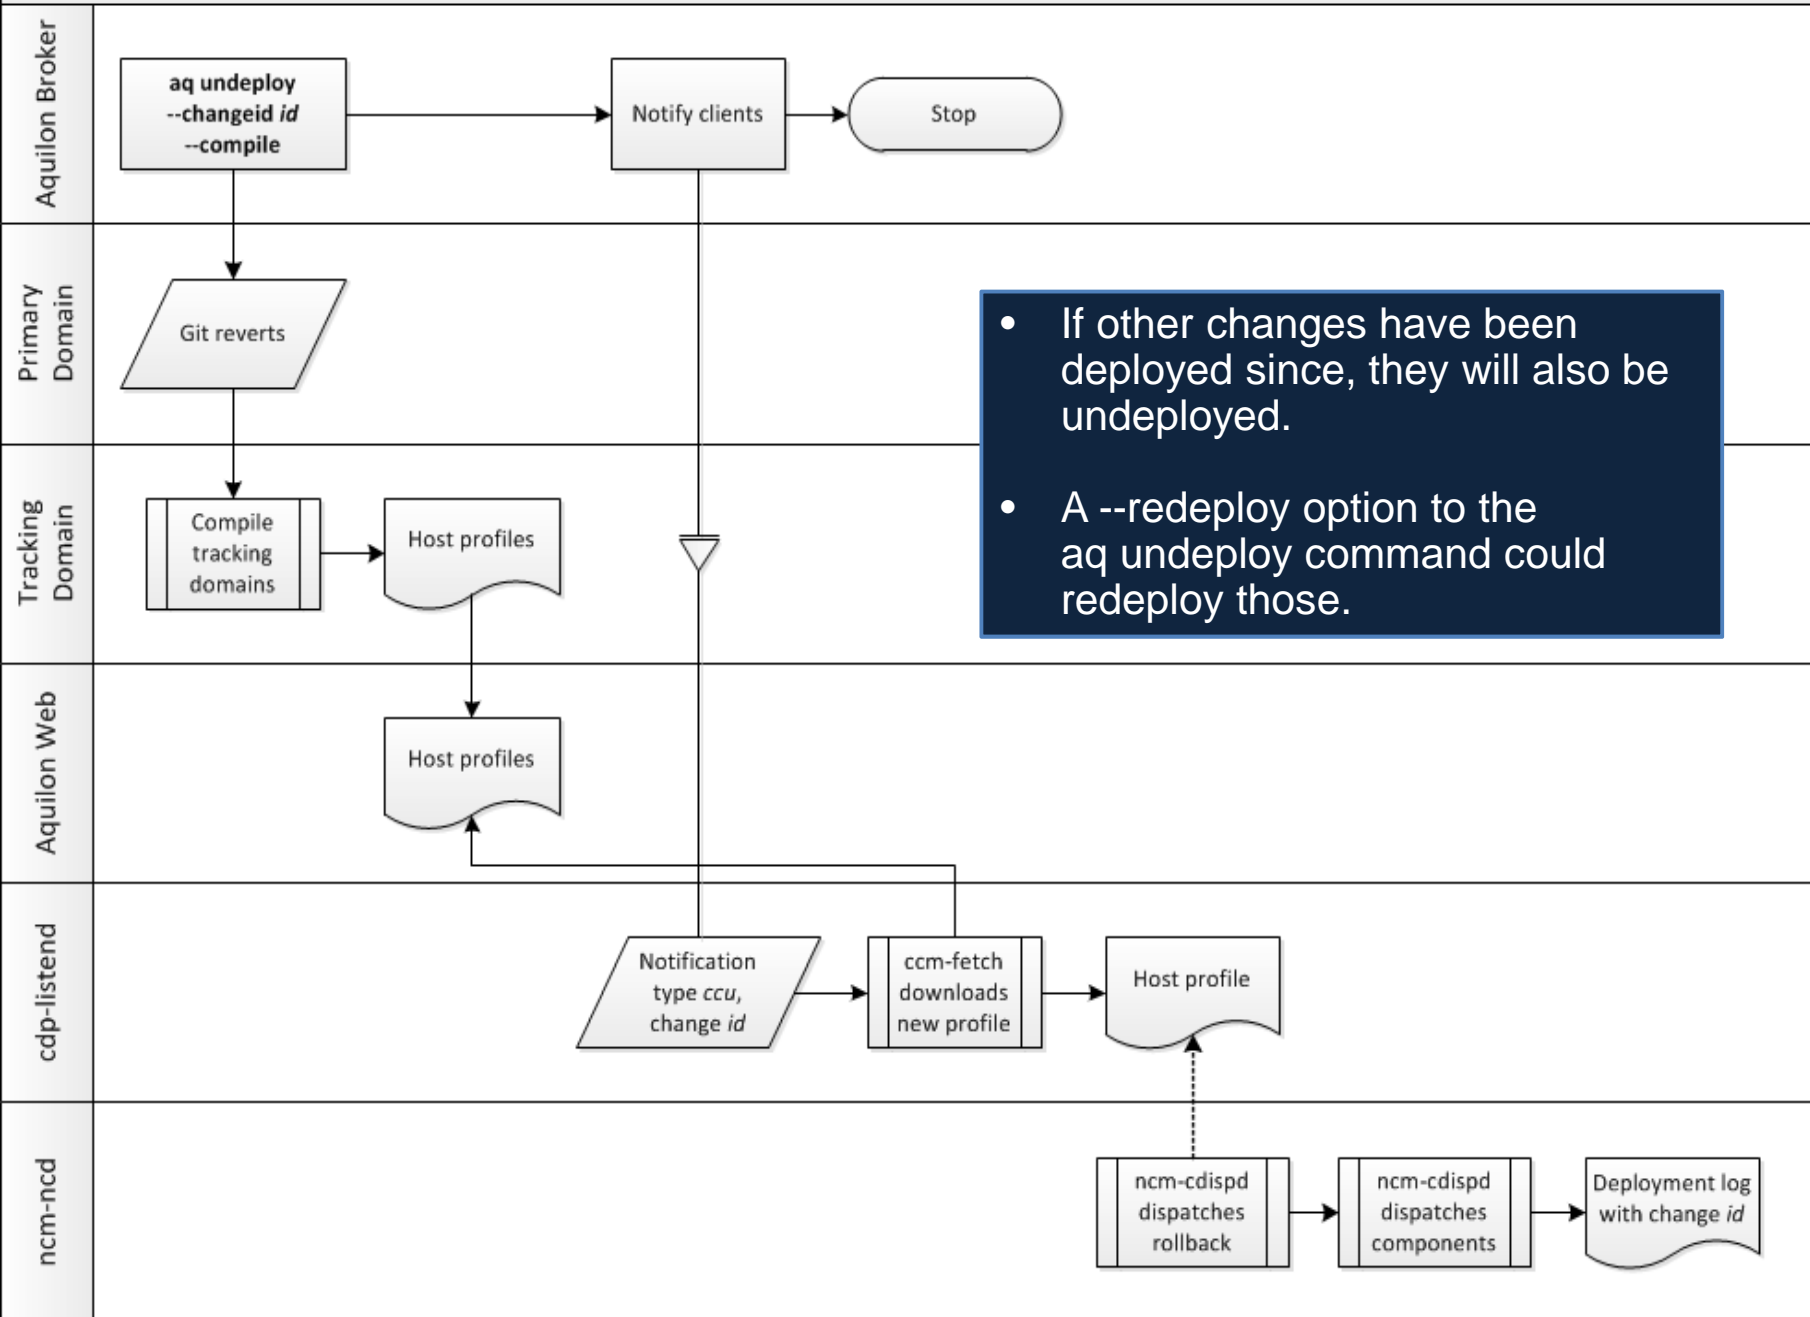 Aquilon Broker
aq undeploy
--changeid id
--compile
Notify clients
Stop
Primary
Domain
Git reverts
• If other changes have been
deployed since, they will also be
undeployed.
• A --redeploy option to the
aq undeploy command could
redeploy those.
Tracking
Domain
Compile
tracking
domains
Host profiles
Aquilon Web
Host profiles
cdp-listend
Notification
type ccu,
change id
ccm-fetch
downloads
new profile
Host profile
ncm-ncd
ncm-cdispd
dispatches
rollback
ncm-cdispd
dispatches
components
Deployment log
with change id